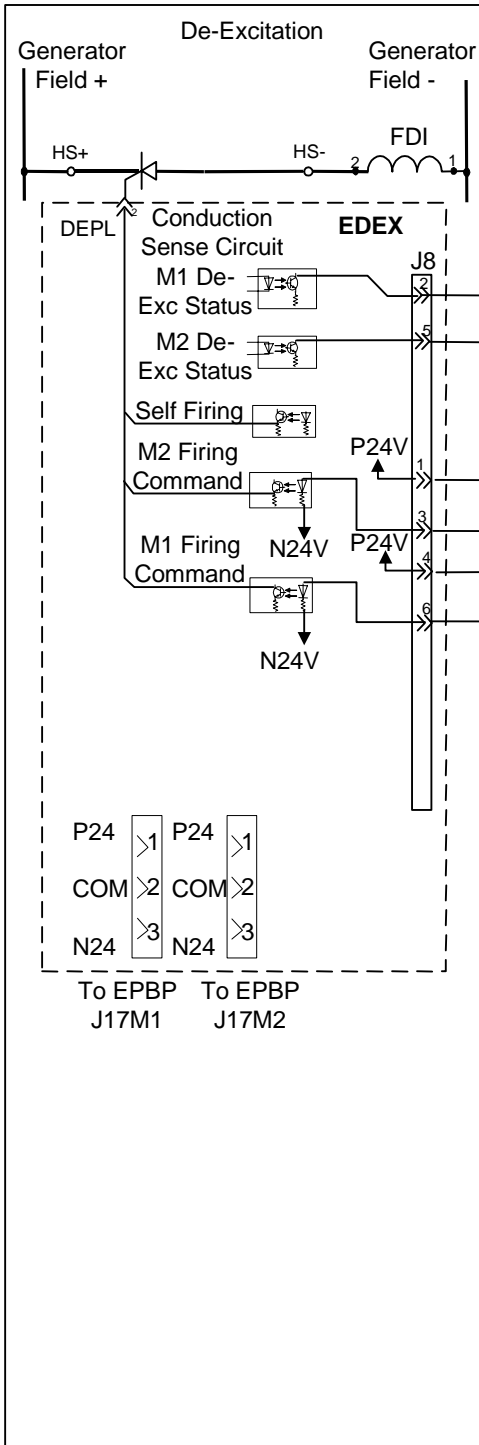 De-Excitation
Generator
Field +
Generator
Field -
HS+
HS-
FDI
2
1
DEPL
2
Conduction
Sense Circuit
EDEX
J8
M1 De-
Exc Status
2
M2 De-
Exc Status
5
Self Firing
M2 Firing
Command
P24V
1
N24V
3
M1 Firing
Command
P24V
4
6
N24V
P24 1 P24 1
COM 2 COM 2
N24 3 N24 3
To EPBP
J17M1
To EPBP
J17M2